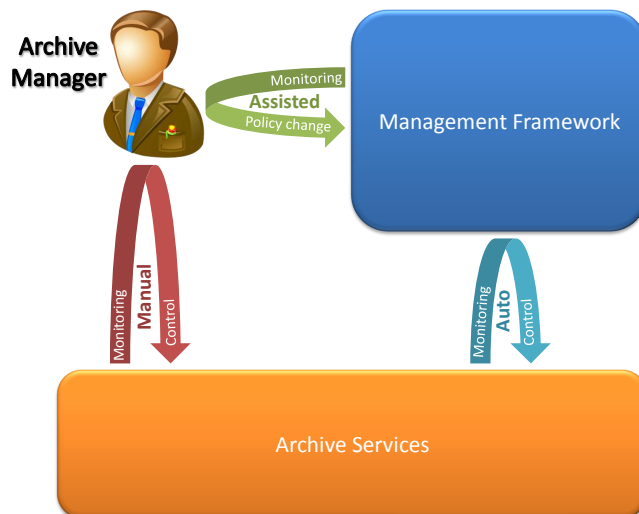 Archive
Manager
Monitoring
Assisted
Policy change
Management Framework
Monitoring
Manual
Control
Monitoring
Auto
Control
Archive Services